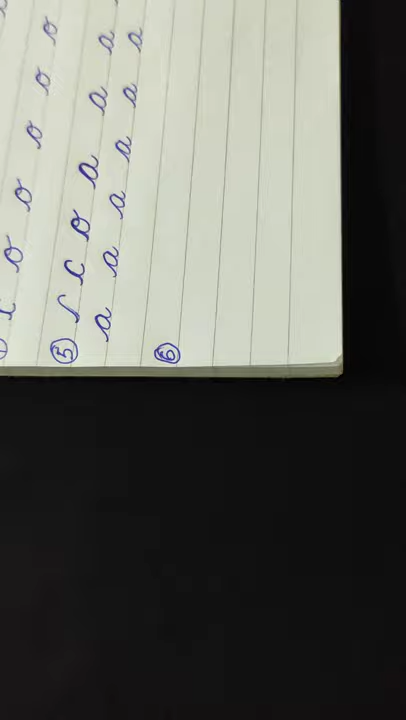 c o o o o o
⑤ r c o a a a
a a a a a a
⑥